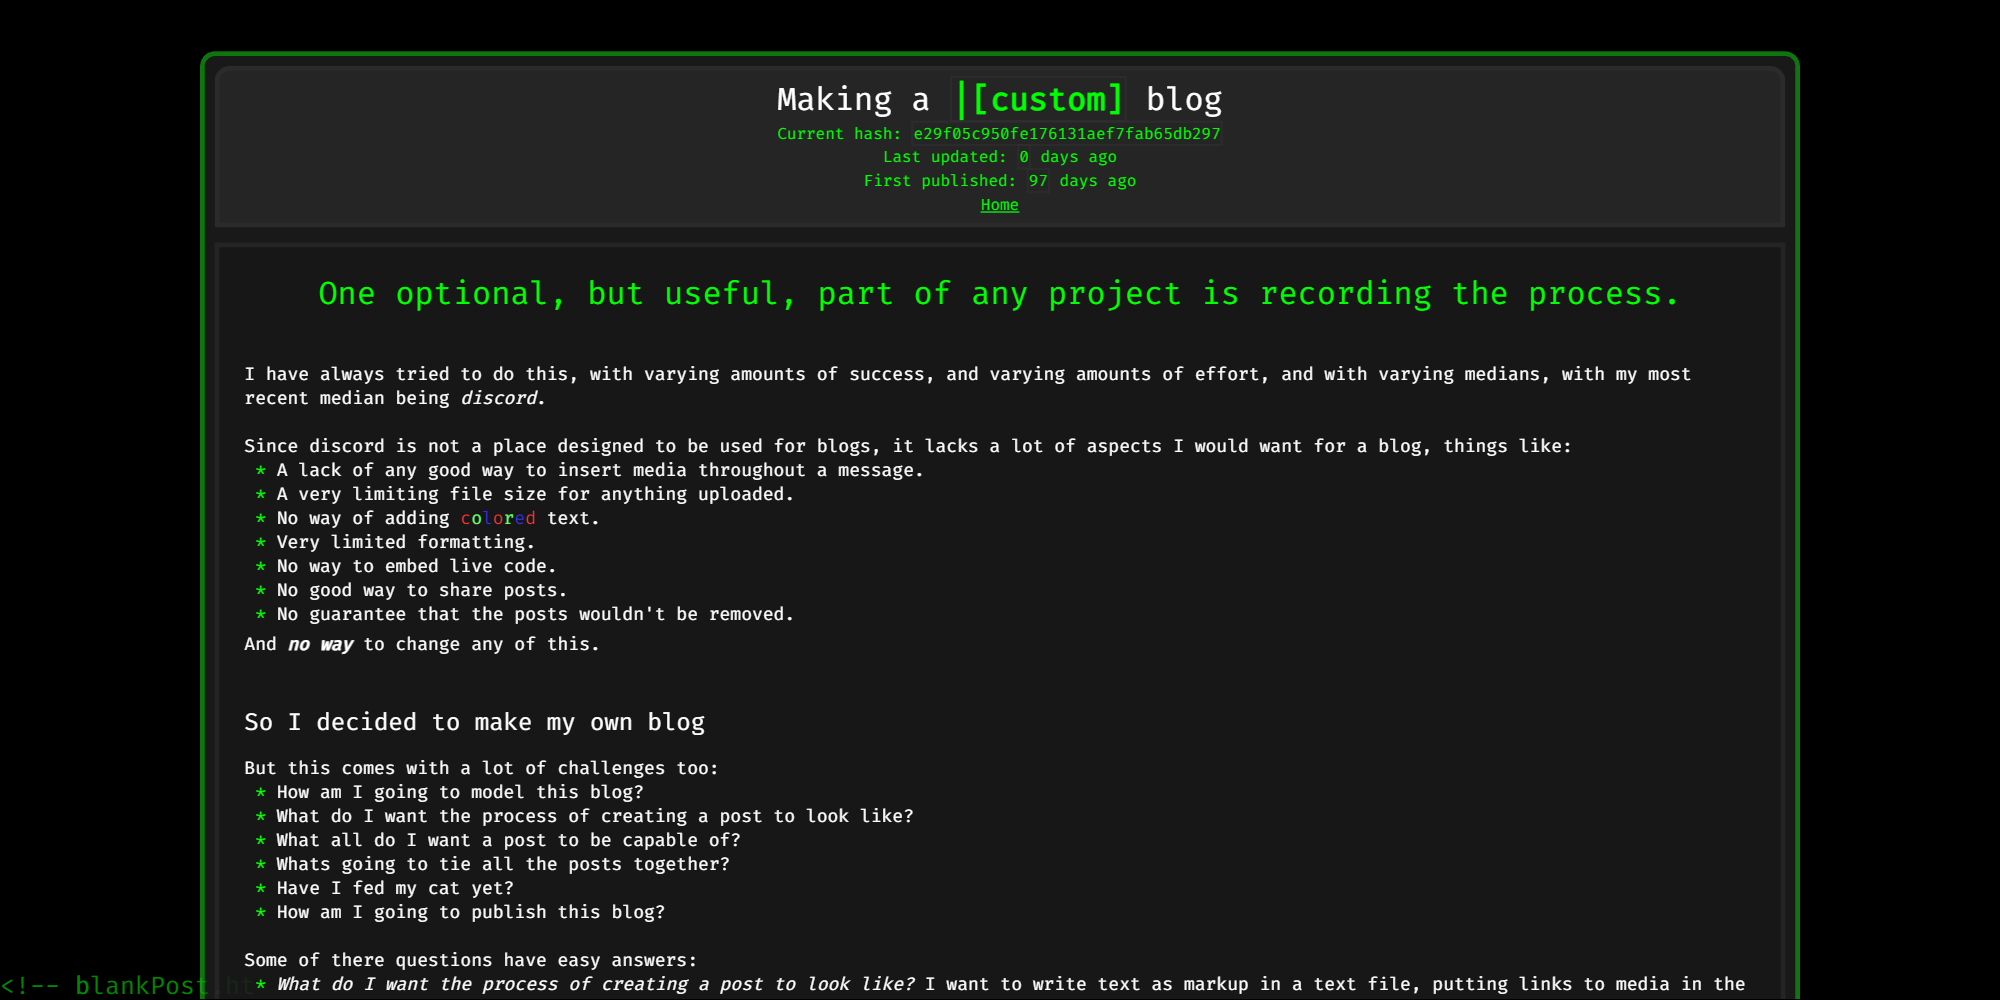 Making a |[custom] blog
Current hash: e29f05c950fe176131aef7fab65db297
Last updated: 0 days ago
First published: 97 days ago
Home
One optional, but useful, part of any project is recording the process.
I have always tried to do this, with varying amounts of success, and varying amounts of effort, and with varying medians, with my most
recent median being discord.
Since discord is not a place designed to be used for blogs, it lacks a lot of aspects I would want for a blog, things like:
* A lack of any good way to insert media throughout a message.
* A very limiting file size for anything uploaded.
* No way of adding colored text.
* Very limited formatting.
* No way to embed live code.
* No good way to share posts.
* No guarantee that the posts wouldn't be removed.
And no way to change any of this.
So I decided to make my own blog
But this comes with a lot of challenges too:
* How am I going to model this blog?
* What do I want the process of creating a post to look like?
* What all do I want a post to be capable of?
* Whats going to tie all the posts together?
* Have I fed my cat yet?
* How am I going to publish this blog?
Some of there questions have easy answers:
* What do I want the process of creating a post to look like? I want to write text as markup in a text file, putting links to media in the
<!-- blankPost.ht